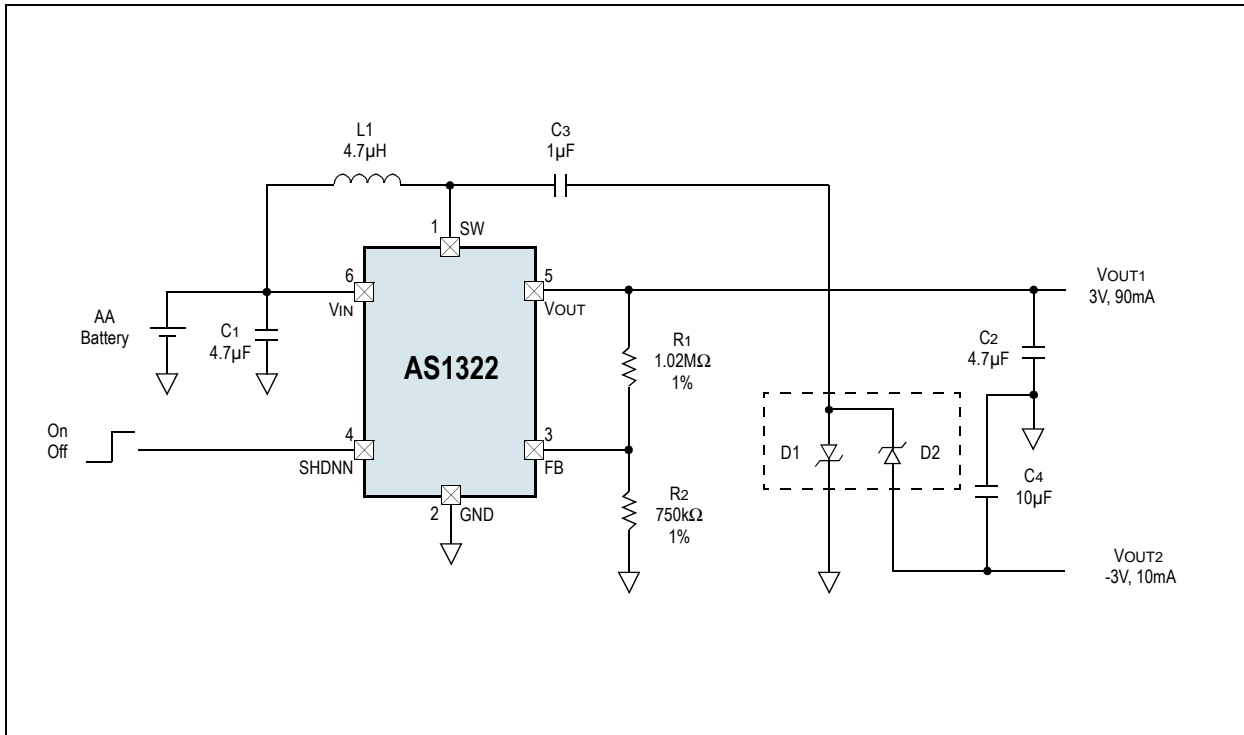 L1
4.7µH
C3
1µF
1 SW
6
VIN
5
VOUT
VOUT1
3V, 90mA
AA
Battery
C1
4.7µF
AS1322
R1
1.02MΩ
1%
C2
4.7µF
On
Off
4
SHDNN
3
FB
D1
D2
C4
10µF
2 GND
R2
750kΩ
1%
VOUT2
-3V, 10mA